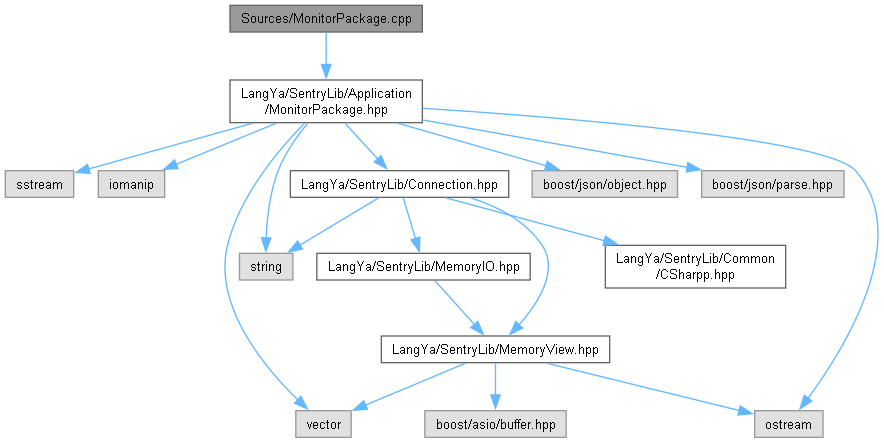 Sources/MonitorPackage.cpp
LangYa/SentryLib/Application
/MonitorPackage.hpp
sstream
iomanip
LangYa/SentryLib/Connection.hpp
boost/json/object.hpp
boost/json/parse.hpp
string
LangYa/SentryLib/MemoryIO.hpp
LangYa/SentryLib/Common
/CSharpp.hpp
LangYa/SentryLib/MemoryView.hpp
vector
boost/asio/buffer.hpp
ostream